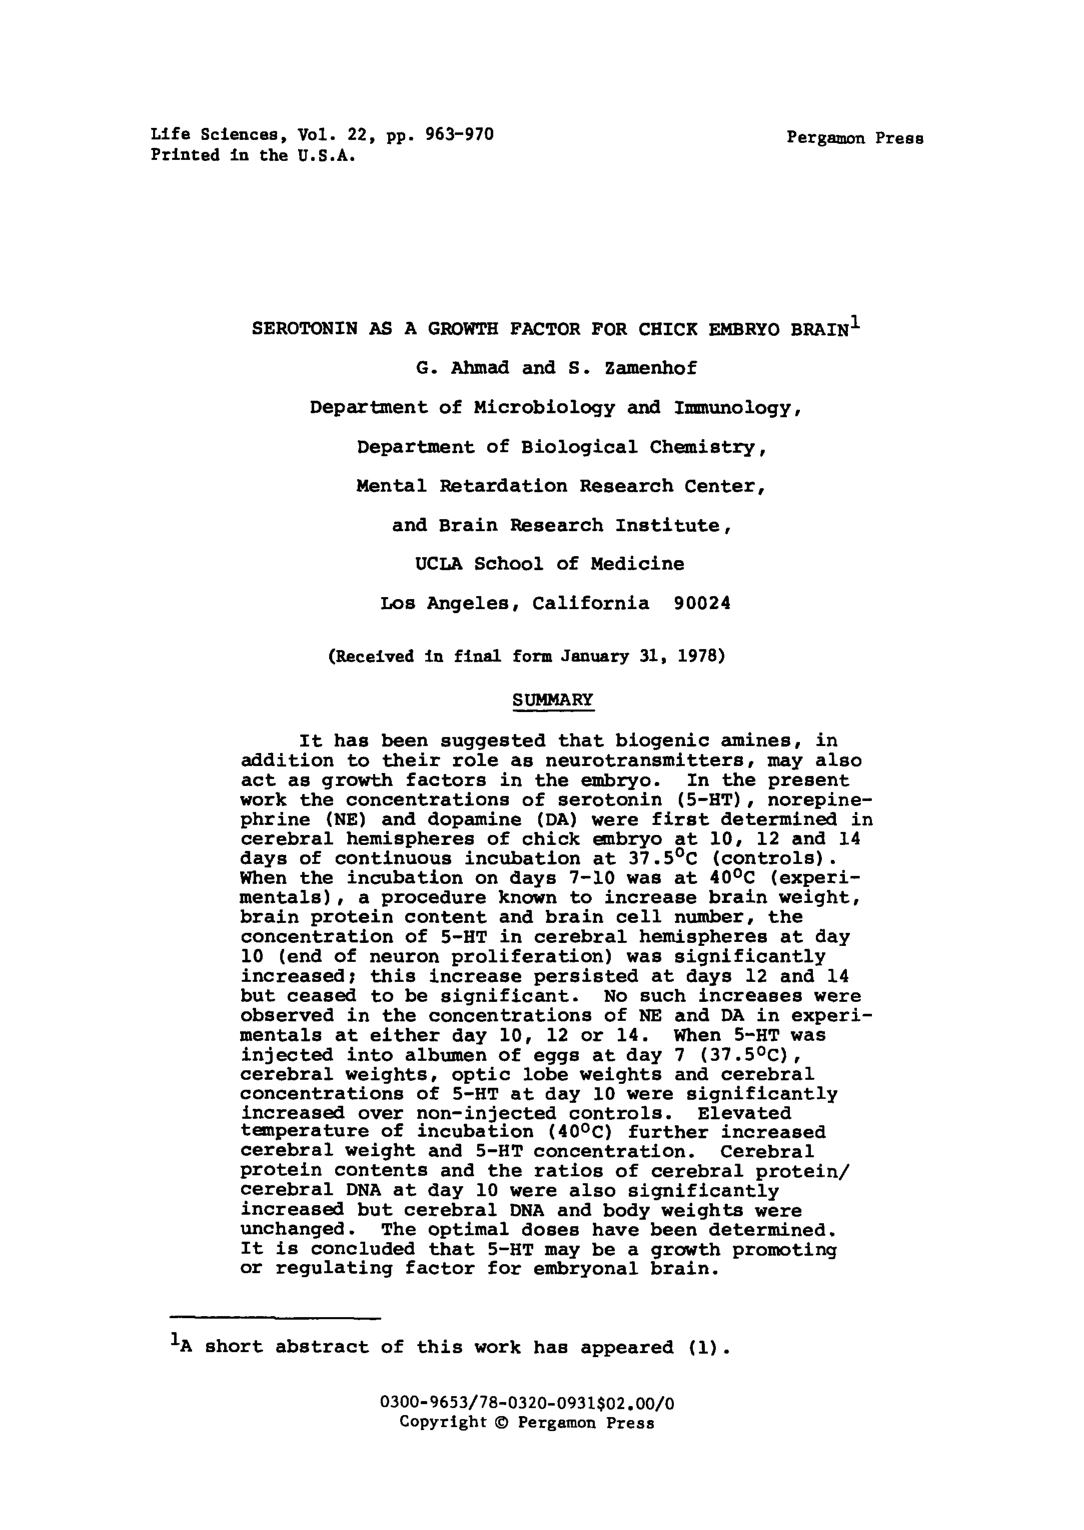 Life Sciences, Vol. 22, pp. 963-970
Pergamon Press
Printed in the U.S.A.
SEROTONIN AS A GROWTH FACTOR FOR CHICK EMBRYO BRAIN1
G. Ahmad and S. Zamenhof
Department of Microbiology and Immunology,
Department of Biological Chemistry,
Mental Retardation Research Center,
and Brain Research Institute,
UCLA School of Medicine
Los Angeles, California 90024
(Received in final form January 31, 1978)
SUMMARY
It has been suggested that biogenic amines, in
addition to their role as neurotransmitters, may also
act as growth factors in the embryo. In the present
work the concentrations of serotonin (5-HT), norepine-
phrine (NE) and dopamine (DA) were first determined in
cerebral hemispheres of chick embryo at 10, 12 and 14
days of continuous incubation at 37.5°C (controls).
When the incubation on days 7-10 was at 40°C (experi-
mentals), a procedure known to increase brain weight,
brain protein content and brain cell number, the
concentration of 5-HT in cerebral hemispheres at day
10 (end of neuron proliferation) was significantly
increased; this increase persisted at days 12 and 14
but ceased to be significant. No such increases were
observed in the concentrations of NE and DA in experi-
mentals at either day 10, 12 or 14. When 5-HT was
injected into albumen of eggs at day 7 (37.5°C),
cerebral weights, optic lobe weights and cerebral
concentrations of 5-HT at day 10 were significantly
increased over non-injected controls. Elevated
temperature of incubation (40°C) further increased
cerebral weight and 5-HT concentration. Cerebral
protein contents and the ratios of cerebral protein/
cerebral DNA at day 10 were also significantly
increased but cerebral DNA and body weights were
unchanged. The optimal doses have been determined.
It is concluded that 5-HT may be a growth promoting
or regulating factor for embryonal brain.
1A short abstract of this work has appeared (1).
0300-9653/78-0320-0931$02.00/0
Copyright © Pergamon Press